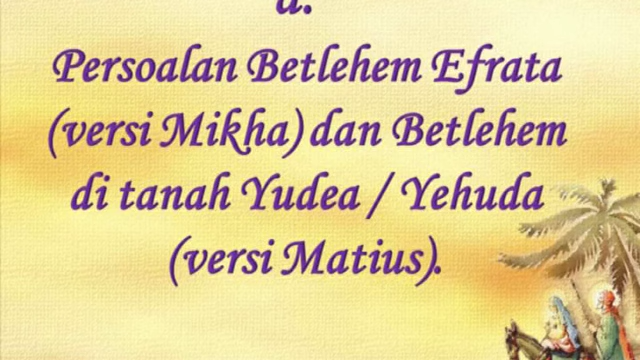 a.
Persoalan Betlehem Efrata
(versi Mikha) dan Betlehem
di tanah Yudea / Yehuda
(versi Matius).